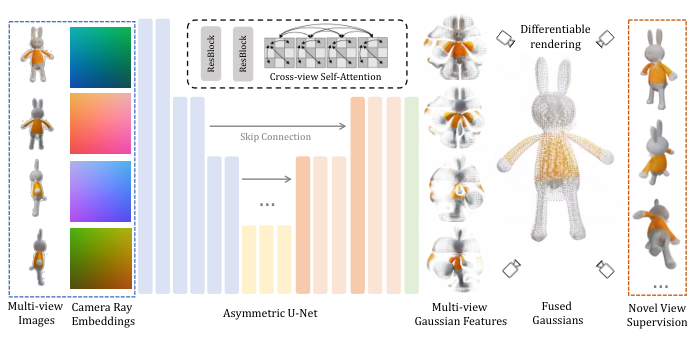 ResBlock
ResBlock
Cross-view Self-Attention
Differentiable
rendering
Skip Connection
...
...
Multi-view
Images
Camera Ray
Embeddings
Asymmetric U-Net
Multi-view
Gaussian Features
Fused
Gaussians
Novel View
Supervision